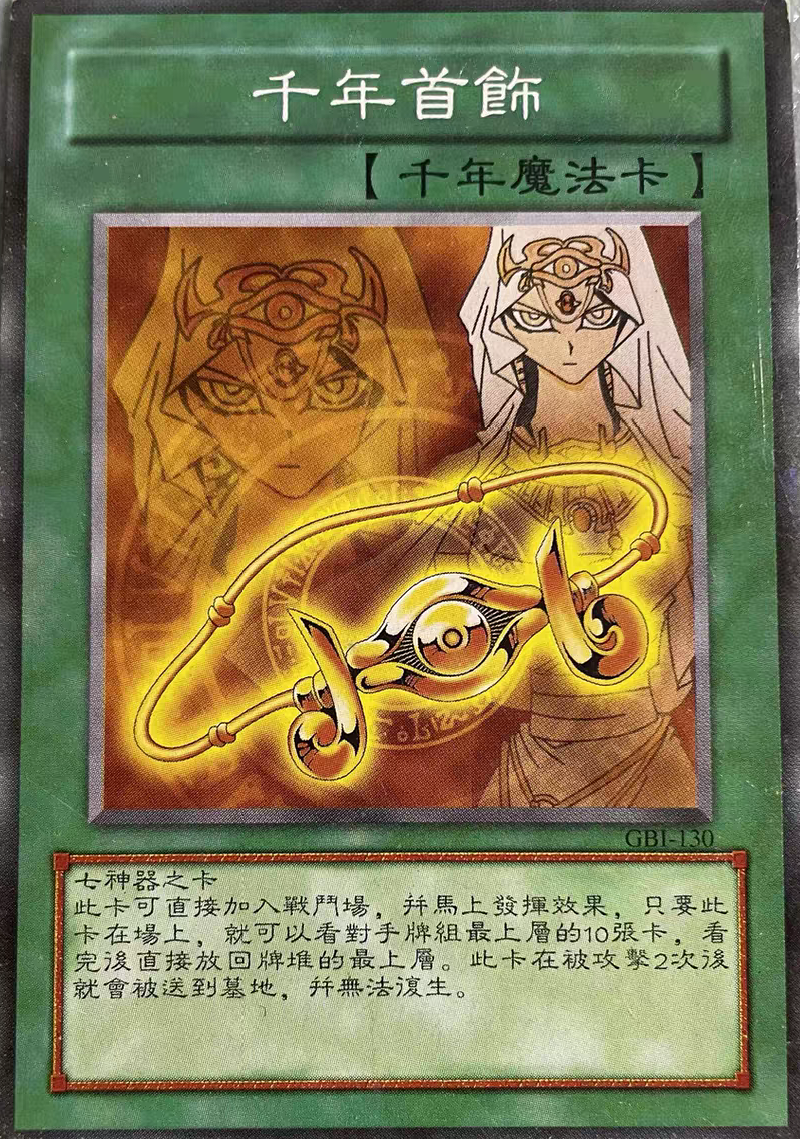 千年首飾
【千年魔法卡】
GBI-130
七神器之卡
此卡可直接加入戰鬥場，并馬上發揮效果，只要此
卡在場上，就可以看對手牌組最上層的10張卡，看
完後直接放回牌堆的最上層。此卡在被攻擊2次後
就會被送到墓地，并無法復生。